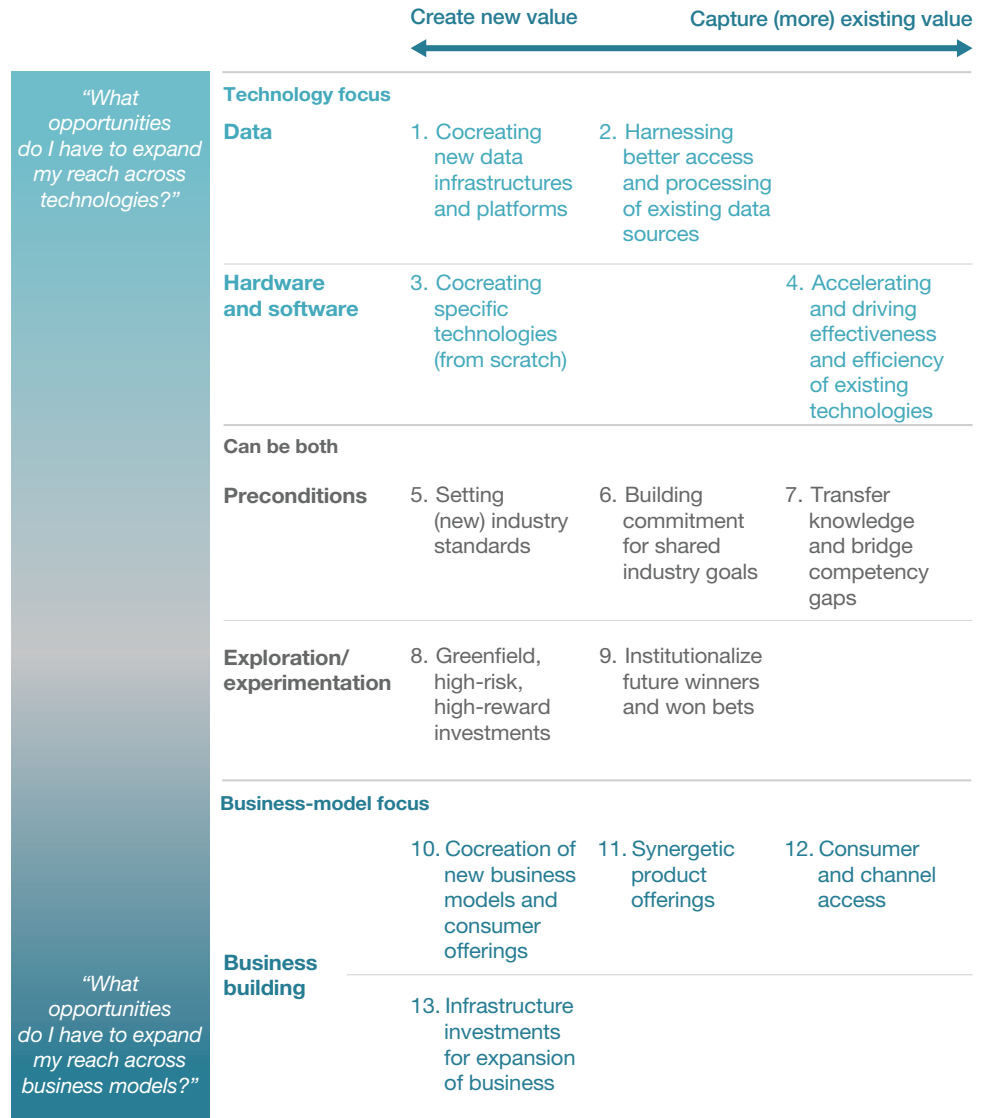 Create new value
Capture (more) existing value
“What
opportunities
do I have to expand
my reach across
technologies?”
Technology focus
Data
1. Cocreating
new data
infrastructures
and platforms
2. Harnessing
better access
and processing
of existing data
sources
Hardware
and software
3. Cocreating
specific
technologies
(from scratch)
4. Accelerating
and driving
effectiveness
and efficiency
of existing
technologies
Can be both
Preconditions
5. Setting
(new) industry
standards
6. Building
commitment
for shared
industry goals
7. Transfer
knowledge
and bridge
competency
gaps
Exploration/
experimentation
8. Greenfield,
high-risk,
high-reward
investments
9. Institutionalize
future winners
and won bets
Business-model focus
Business
building
10. Cocreation of
new business
models and
consumer
offerings
11. Synergetic
product
offerings
12. Consumer
and channel
access
13. Infrastructure
investments
for expansion
of business
“What
opportunities
do I have to expand
my reach across
business models?”